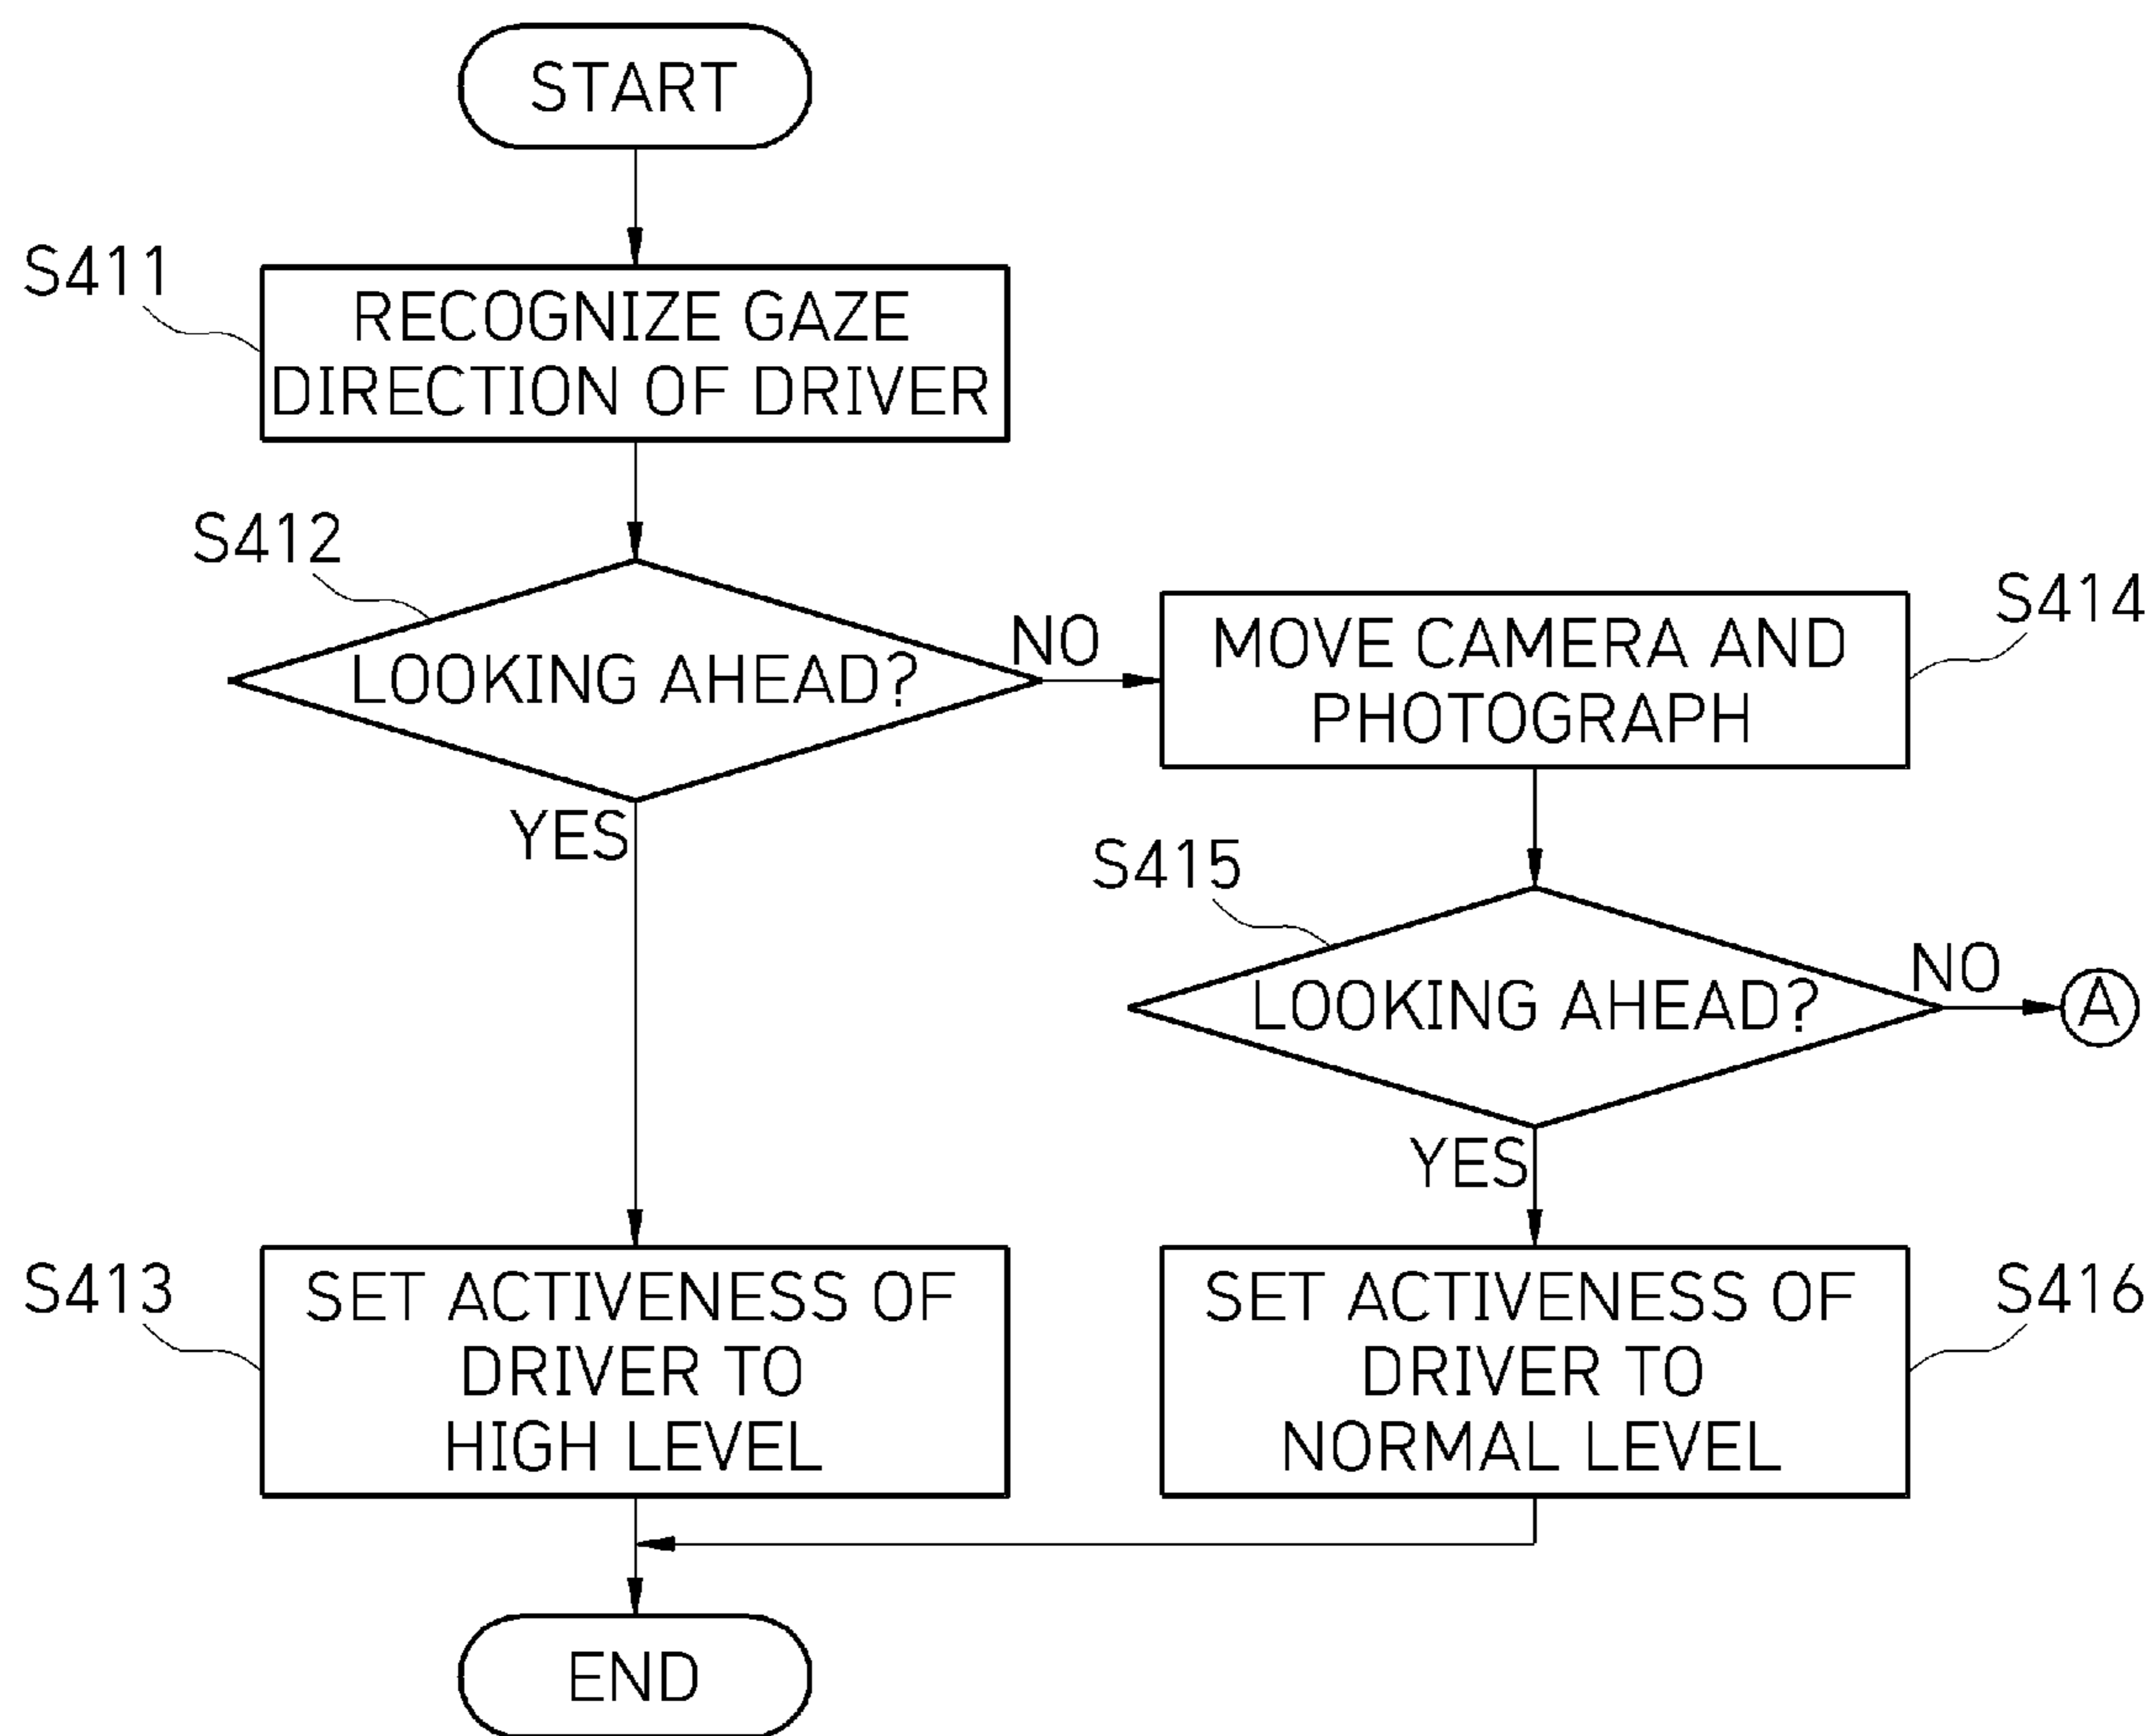 START
S411
RECOGNIZE GAZE
DIRECTION OF DRIVER
S412
LOOKING AHEAD?
NO
YES
S414
MOVE CAMERA AND
PHOTOGRAPH
S415
LOOKING AHEAD?
NO
A
YES
S413
SET ACTIVENESS OF
DRIVER TO
HIGH LEVEL
S416
SET ACTIVENESS OF
DRIVER TO
NORMAL LEVEL
END